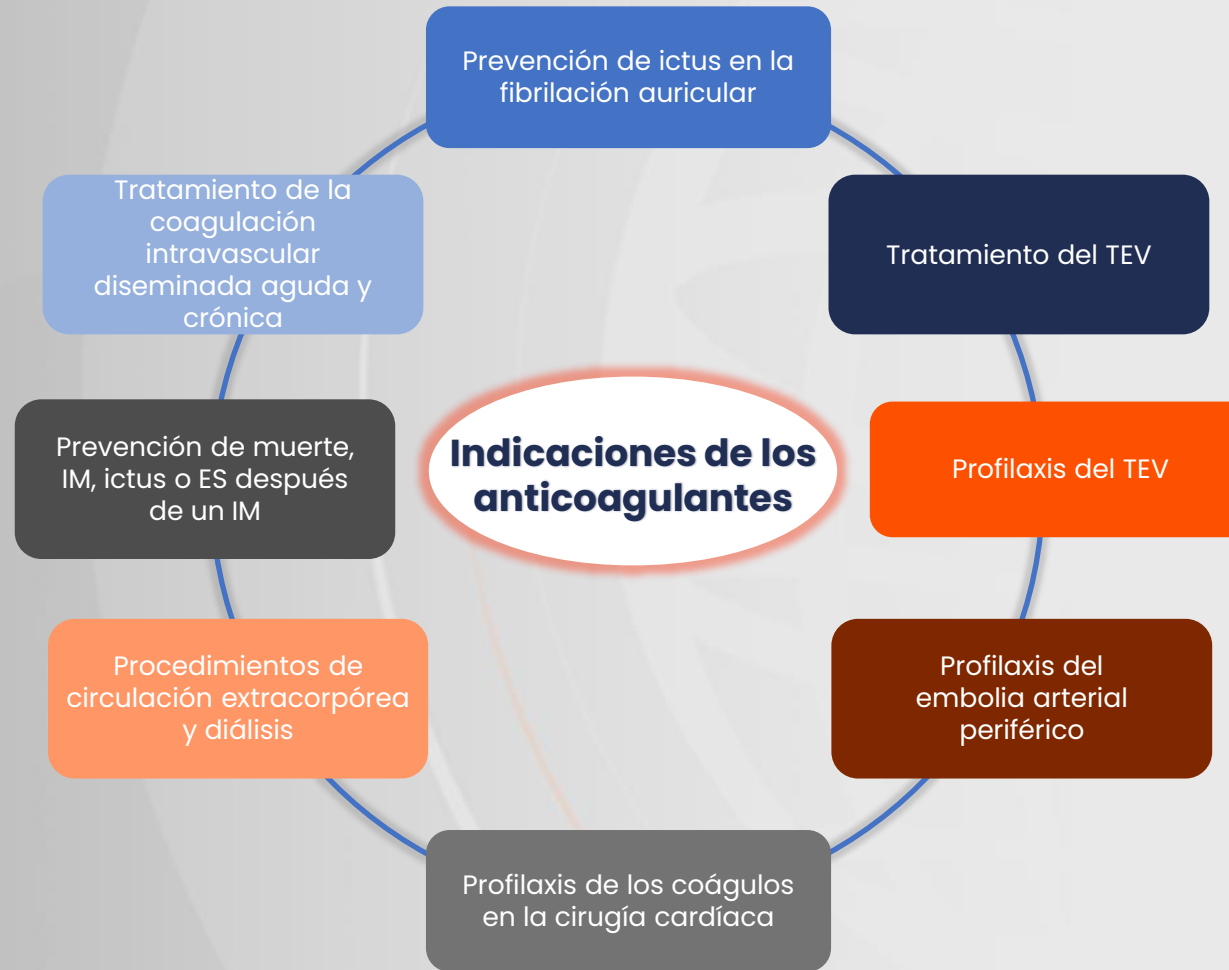 Prevención de ictus en la
fibrilación auricular
Tratamiento del TEV
Profilaxis del TEV
Profilaxis del
embolia arterial
periférico
Profilaxis de los coágulos
en la cirugía cardíaca
Procedimientos de
circulación extracorpórea
y diálisis
Prevención de muerte,
IM, ictus o ES después
de un IM
Tratamiento de la
coagulación
intravascular
diseminada aguda y
crónica
Indicaciones de los
anticoagulantes